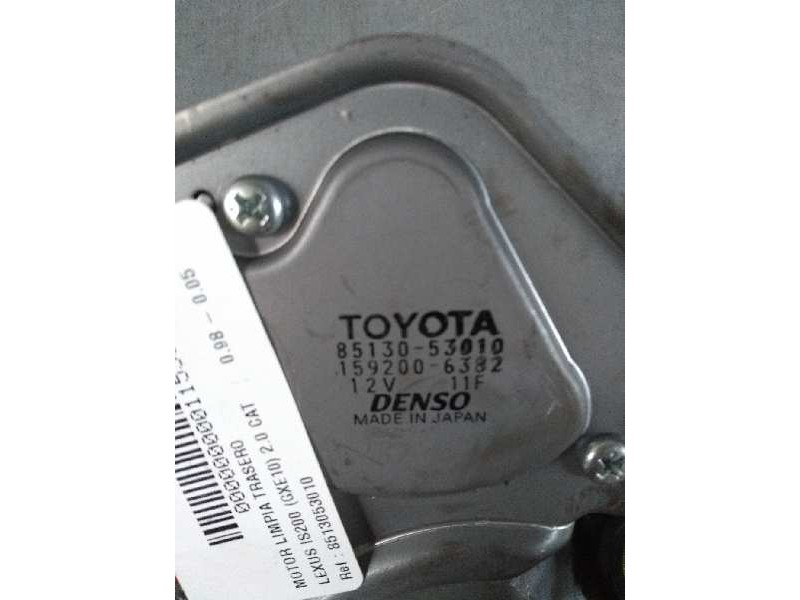 TOYOTA
85130-53010
159200-6382
12V 11F
DENSO
MADE IN JAPAN
MOTOR LIMPIA TRASERO
LEXUS IS200 (GXE10) 2.0 CAT : 0.98 - 0.05
Ref : 8513053010